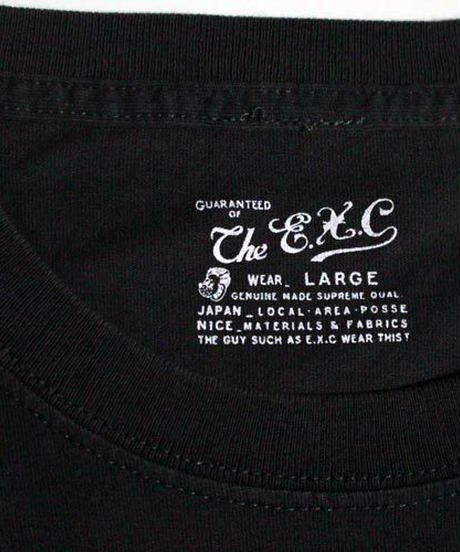 GUARANTEED
OF
The E.X.C
WEAR_ LARGE
GENUINE MADE SUPREME QUAL.
JAPAN_LOCAL·AREA·POSSE
NICE_MATERIALS & FABRICS
THE GUY SUCH AS E.X.C WEAR THIS T